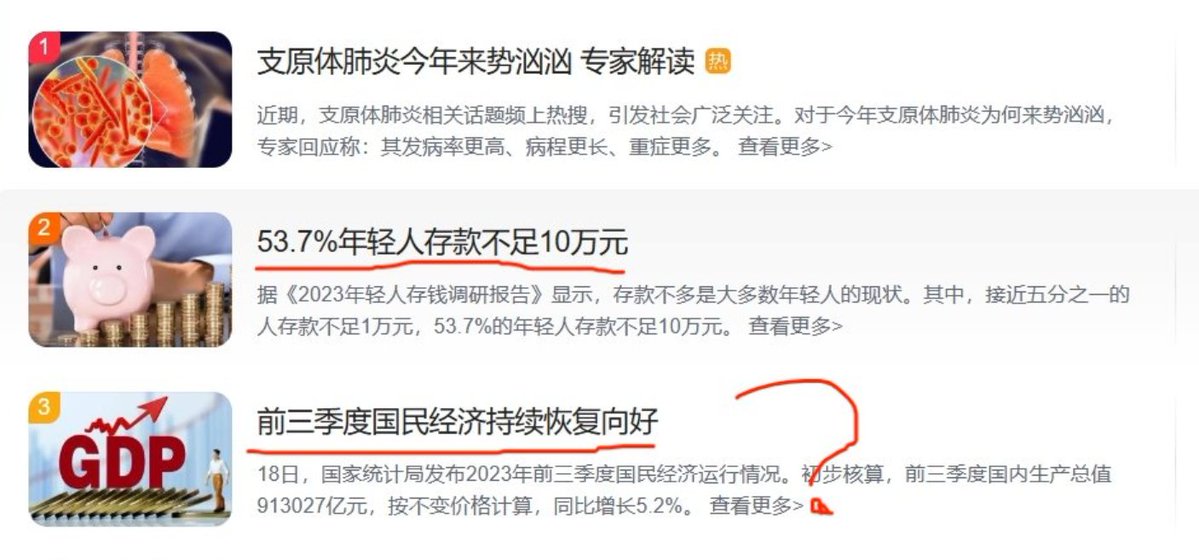 1
支原体肺炎今年来势汹汹 专家解读 热
近期，支原体肺炎相关话题频上热搜，引发社会广泛关注。对于今年支原体肺炎为何来势汹汹，
专家回应称：其发病率更高、病程更长、重症更多。 查看更多>
2
53.7%年轻人存款不足10万元
据《2023年轻人存钱调研报告》显示，存款不多是大多数年轻人的现状。其中，接近五分之一的
人存款不足1万元，53.7%的年轻人存款不足10万元。 查看更多>
3
GDP
前三季度国民经济持续恢复向好
18日，国家统计局发布2023年前三季度国民经济运行情况。初步核算，前三季度国内生产总值
913027亿元，按不变价格计算，同比增长5.2%。 查看更多>
?